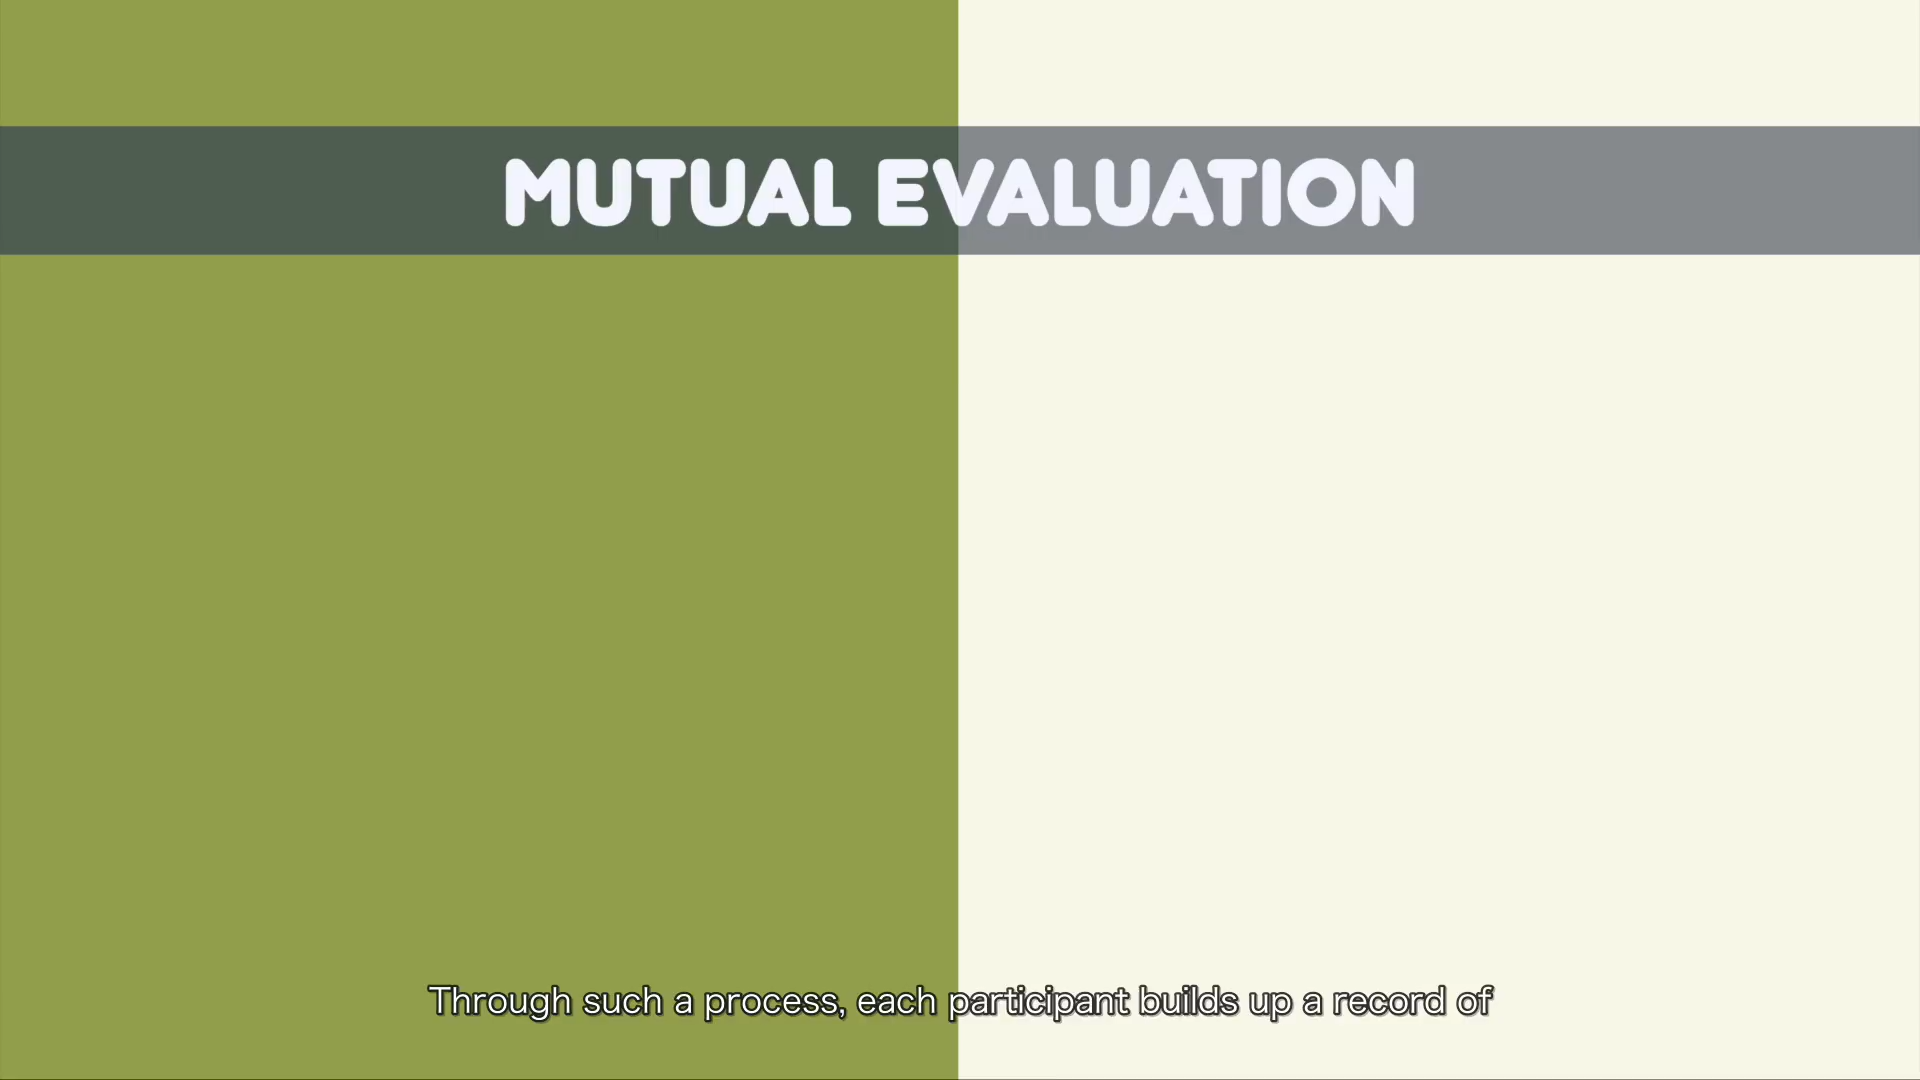 MUTUAL EVALUATION
Through such a process, each participant builds up a record of